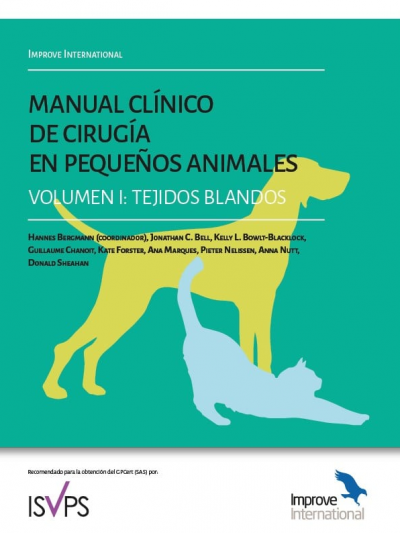 Improve International
MANUAL CLÍNICO
DE CIRUGÍA
EN PEQUEÑOS ANIMALES
VOLUMEN I: TEJIDOS BLANDOS
Hannes Bergmann (coordinador), Jonathan C. Bell, Kelly L. Bowlt-Blacklock,
Guillaume Chanoit, Kate Forster, Ana Marques, Pieter Nelissen, Anna Nutt,
Donald Sheahan
Recomendado para la obtención del GPCert (SAS) por:
ISVPS
Improve
International